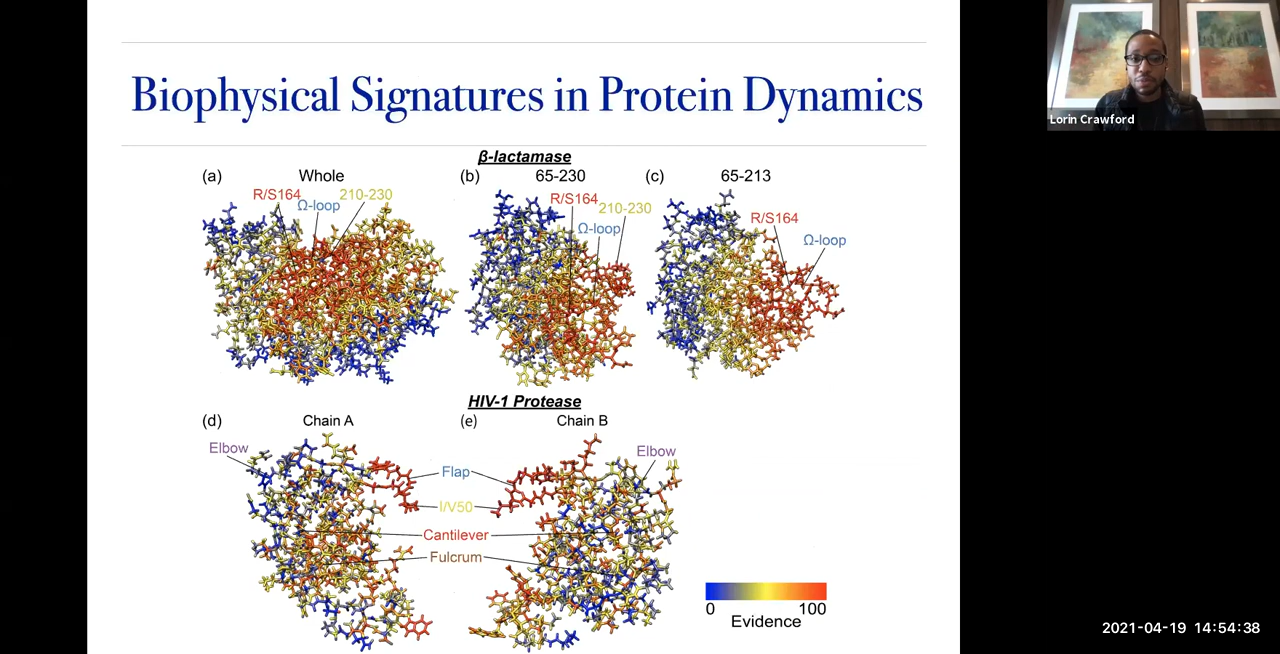 Biophysical Signatures in Protein Dynamics
Lorin Crawford
β-lactamase
(a) Whole
R/S164 210-230
Ω-loop
(b) 65-230
R/S164
210-230
Ω-loop
(c) 65-213
R/S164
Ω-loop
HIV-1 Protease
(d) Chain A
(e) Chain B
Elbow
Elbow
Flap
I/V50
Cantilever
Fulcrum
0 100
Evidence
2021-04-19 14:54:38